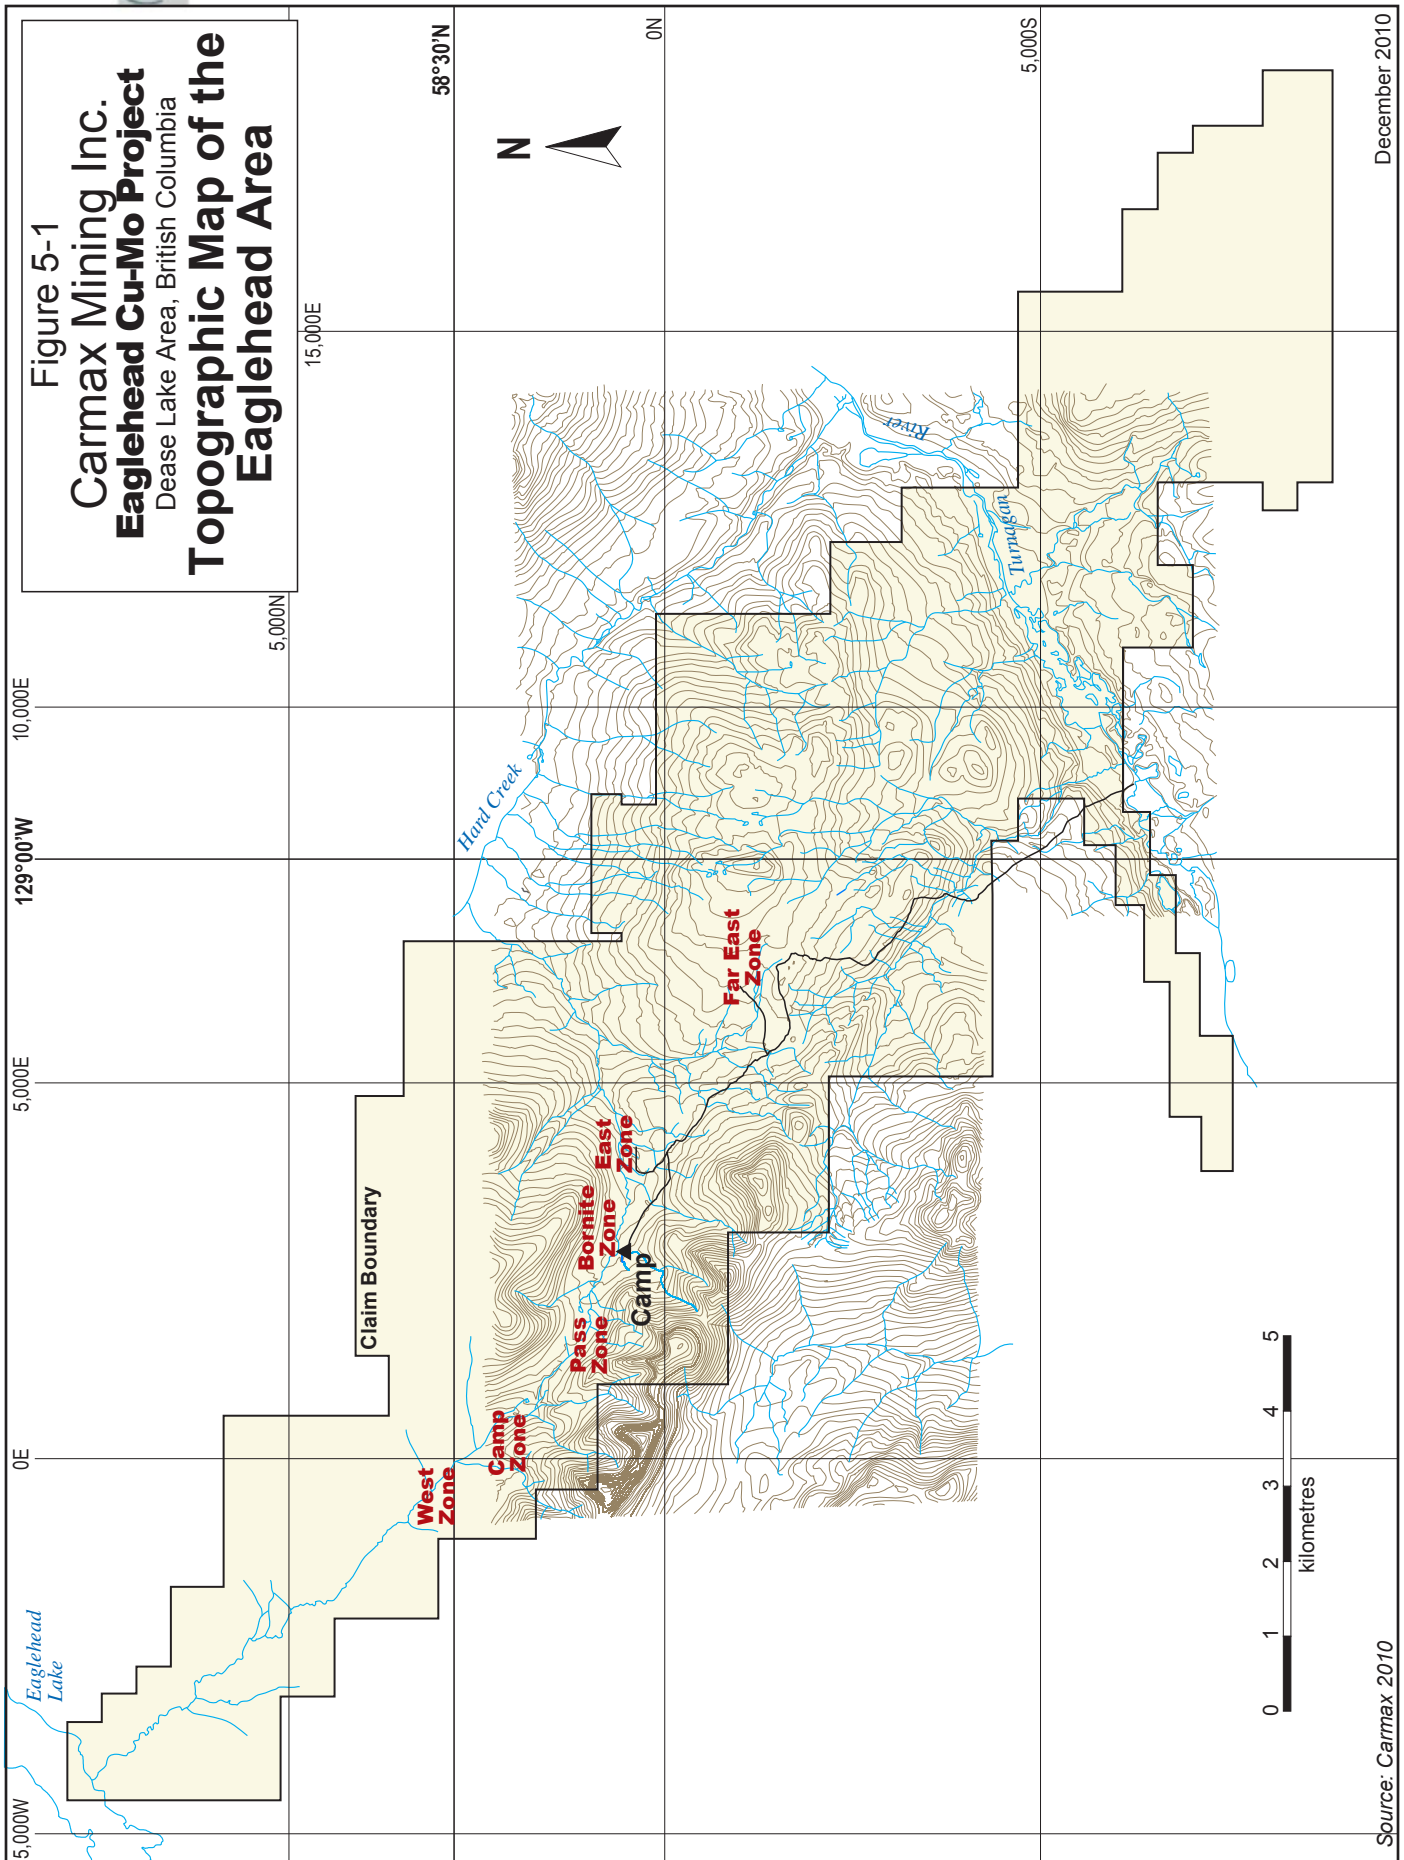 Figure 5-1
Carmax Mining Inc.
Eaglehead Cu-Mo Project
Dease Lake Area, British Columbia
Topographic Map of the
Eaglehead Area
5,000W
0E
5,000E
129°00'W
10,000E
15,000E
5,000N
58°30'N
0N
5,000S
N
Eaglehead
Lake
Claim Boundary
Hard Creek
West
Zone
Camp
Zone
Pass
Zone
Bornite
Zone
East
Zone
Camp
Far East
Zone
River
Turnagan
0 1 2 3 4 5
kilometres
Source: Carmax 2010
December 2010